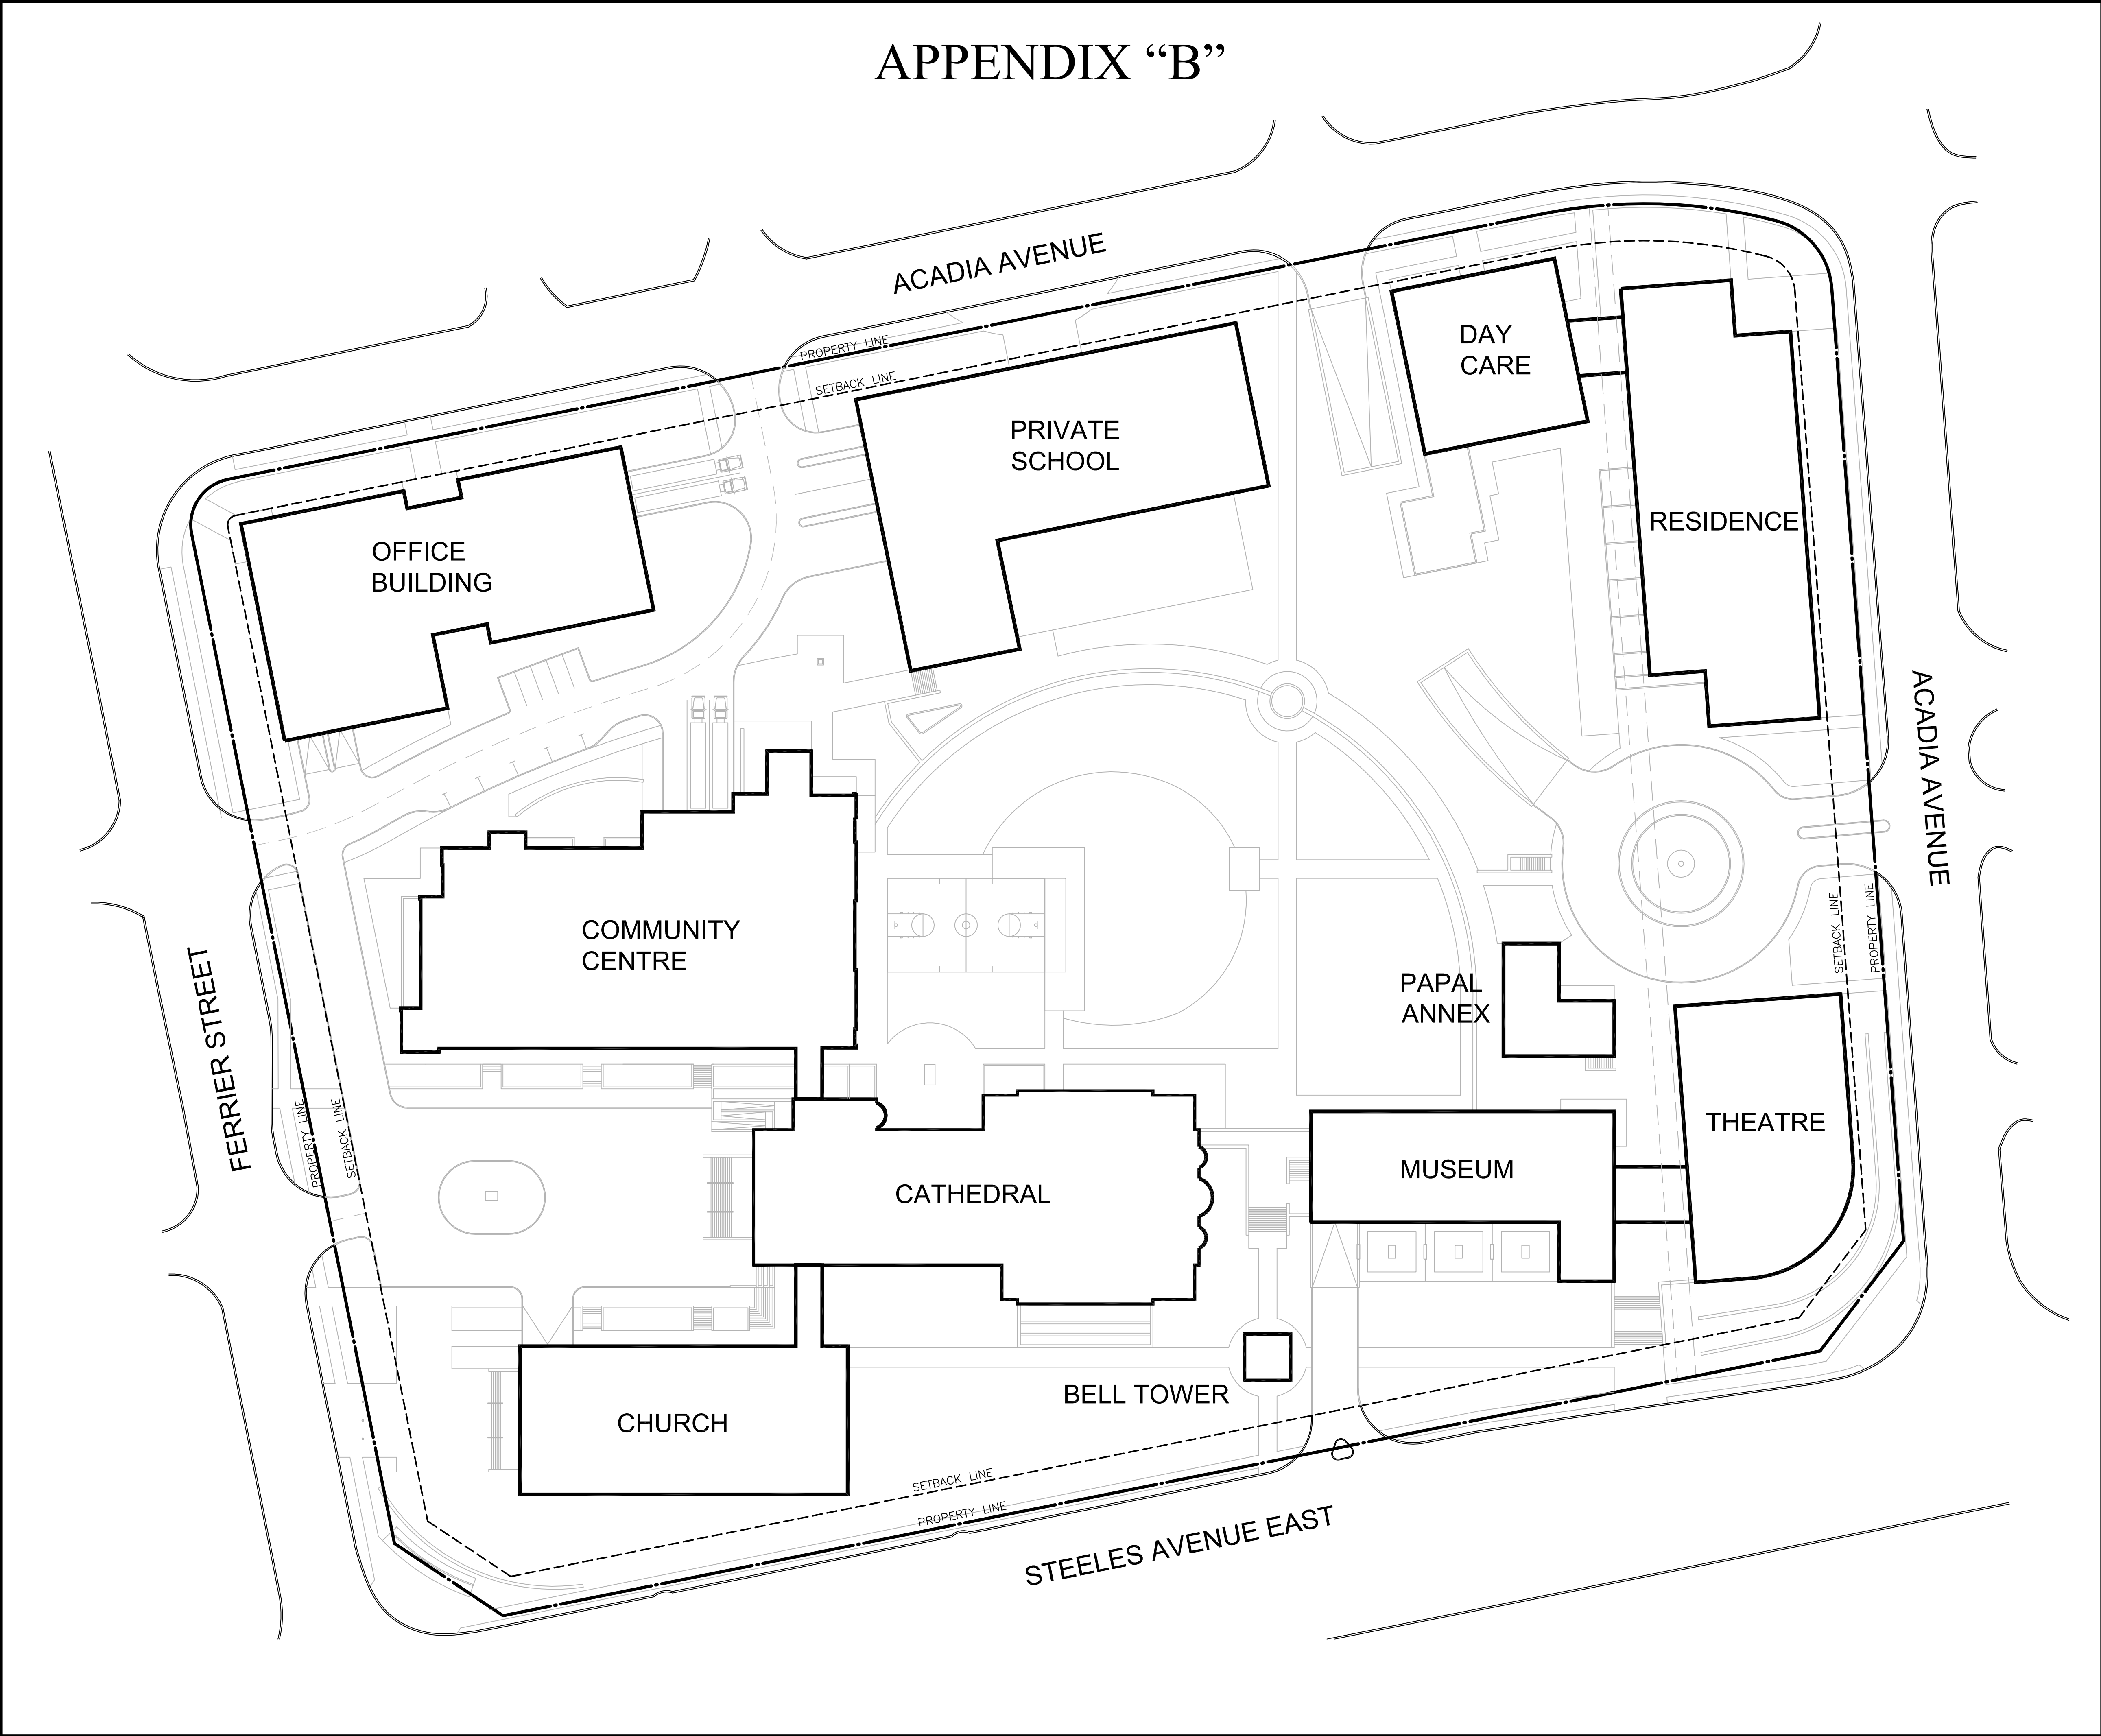 APPENDIX “B”
ACADIA AVENUE
PROPERTY LINE
SETBACK LINE
DAY
CARE
PRIVATE
SCHOOL
RESIDENCE
OFFICE
BUILDING
ACADIA AVENUE
COMMUNITY
CENTRE
SETBACK LINE
PROPERTY LINE
PAPAL
ANNEX
FERRIER STREET
PROPERTY LINE
SETBACK LINE
THEATRE
MUSEUM
CATHEDRAL
BELL TOWER
CHURCH
SETBACK LINE
PROPERTY LINE
STEELES AVENUE EAST